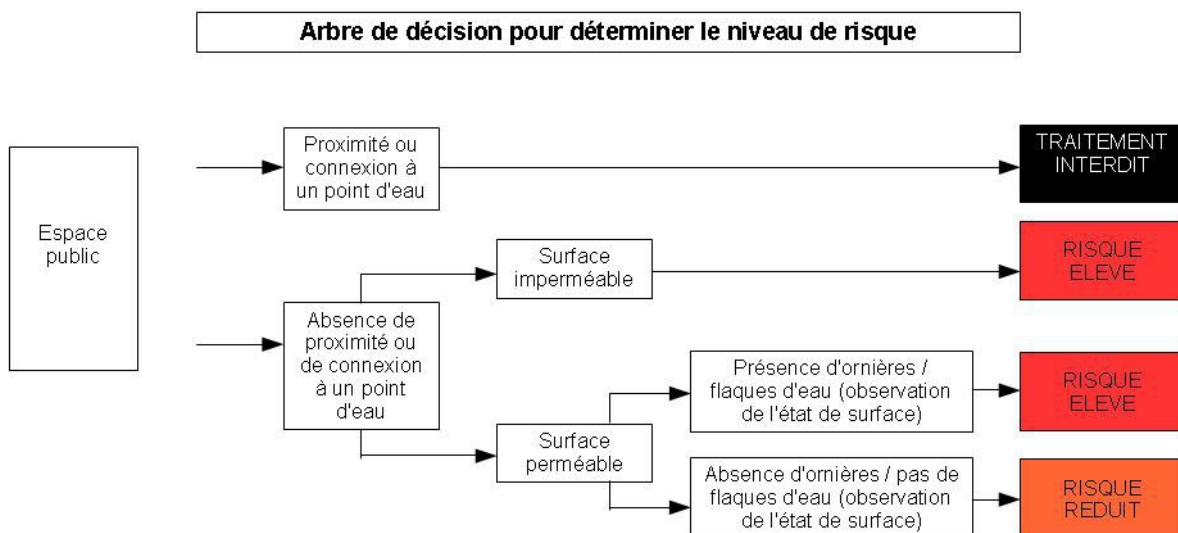 Arbre de décision pour déterminer le niveau de risque
Espace
public
Proximité ou
connexion à
un point d'eau
TRAITEMENT
INTERDIT
Absence de
proximité ou
de connexion
à un point
d'eau
Surface
imperméable
RISQUE
ELEVE
Surface
perméable
Présence d'ornières /
flaques d'eau (observation
de l'état de surface)
RISQUE
ELEVE
Absence d'ornières / pas de
flaques d'eau (observation
de l'état de surface)
RISQUE
REDUIT